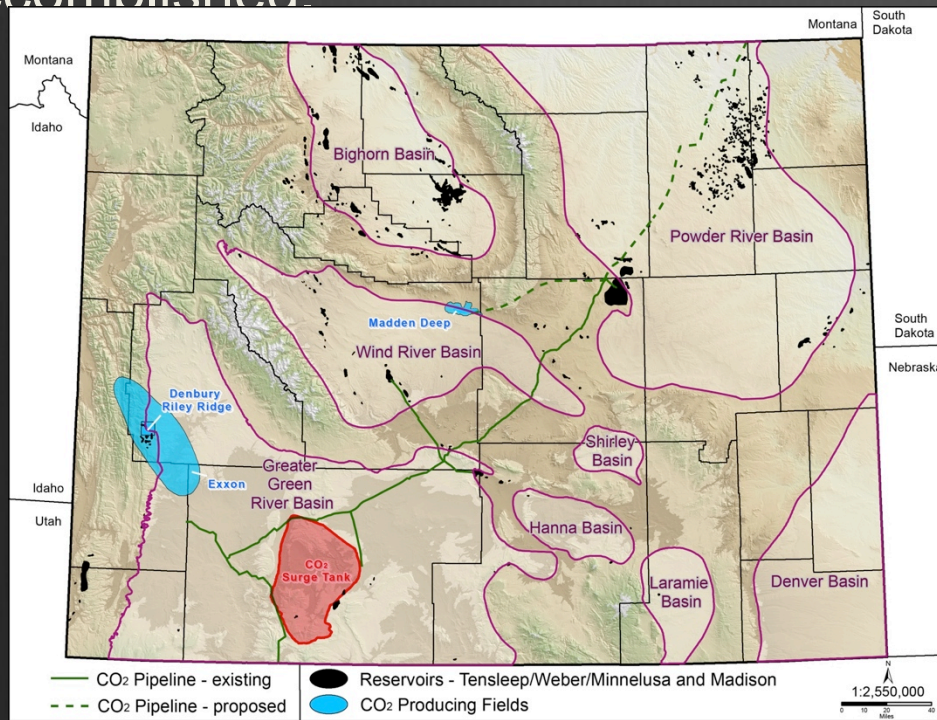 Montana
South
Dakota
Montana
Idaho
Bighorn Basin
Powder River Basin
Madden Deep
Wind River Basin
South
Dakota
Nebraska
Denbury
Riley Ridge
Exxon
Greater
Green
River Basin
Shirley
Basin
Idaho
Utah
Hanna Basin
CO2
Surge Tank
Laramie
Basin
Denver Basin
CO2 Pipeline - existing
CO2 Pipeline - proposed
Reservoirs - Tensleep/Weber/Minnelusa and Madison
CO2 Producing Fields
N
1:2,550,000
0 10 20 40
Miles